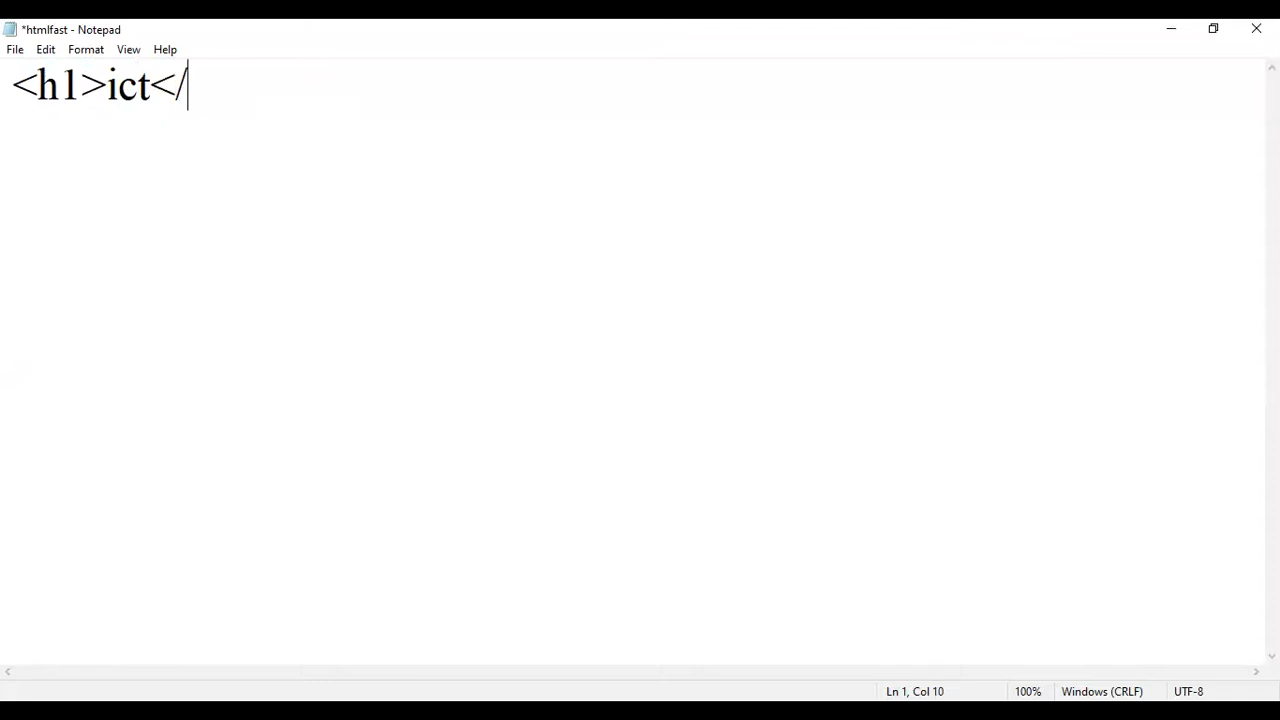 *htmlfast - Notepad
File Edit Format View Help
<h1>ict</
Ln 1, Col 10 100% Windows (CRLF) UTF-8